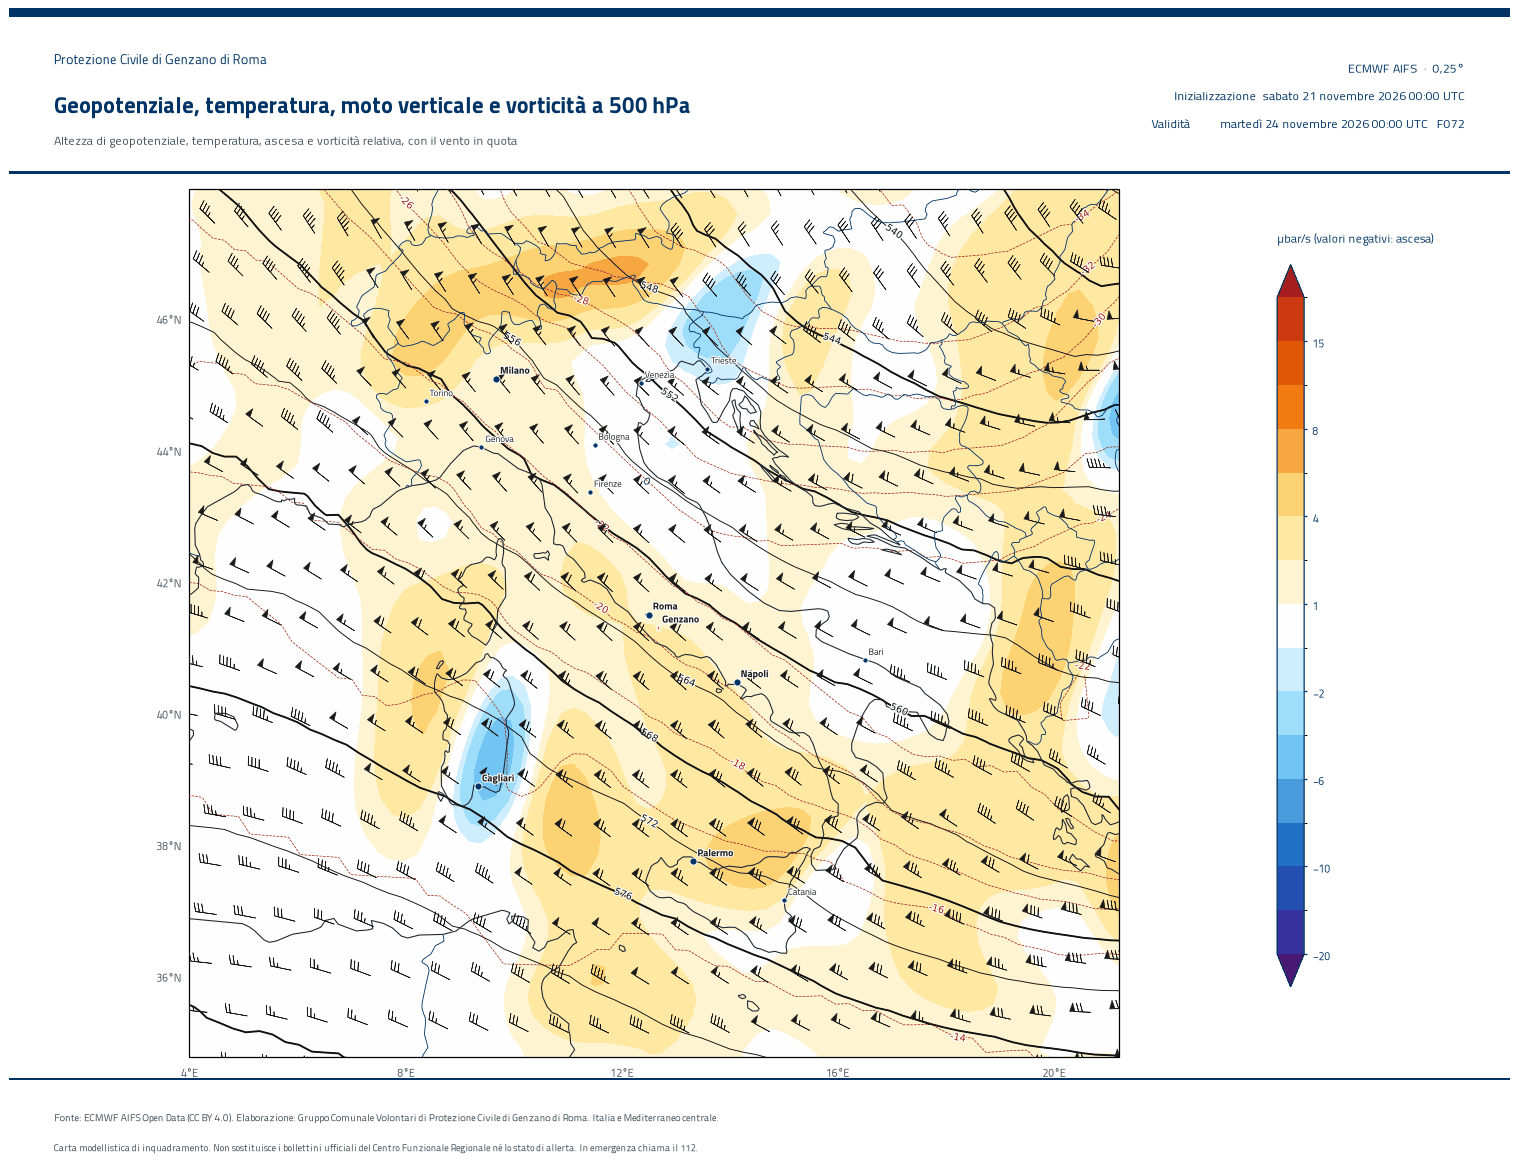 Protezione Civile di Genzano di Roma
ECMWF AIFS · 0,25°
Geopotenziale, temperatura, moto verticale e vorticità a 500 hPa
Inizializzazione sabato 21 novembre 2026 00:00 UTC
Altezza di geopotenziale, temperatura, ascesa e vorticità relativa, con il vento in quota
Validità martedì 24 novembre 2026 00:00 UTC F072
µbar/s (valori negativi: ascesa)
15
8
4
1
−2
−6
−10
−20
46°N
44°N
42°N
40°N
38°N
36°N
4°E
8°E
12°E
16°E
20°E
-26
540
-34
-32
548
-28
-30
556
544
Trieste
Milano
Venezia
Torino
552
Bologna
Genova
Firenze
-20
Roma
Genzano
Bari
-22
Napoli
564
560
568
-18
Cagliari
572
Palermo
576
Catania
-16
-14
Fonte: ECMWF AIFS Open Data (CC BY 4.0). Elaborazione: Gruppo Comunale Volontari di Protezione Civile di Genzano di Roma. Italia e Mediterraneo centrale.
Carta modellistica di inquadramento. Non sostituisce i bollettini ufficiali del Centro Funzionale Regionale né lo stato di allerta. In emergenza chiama il 112.